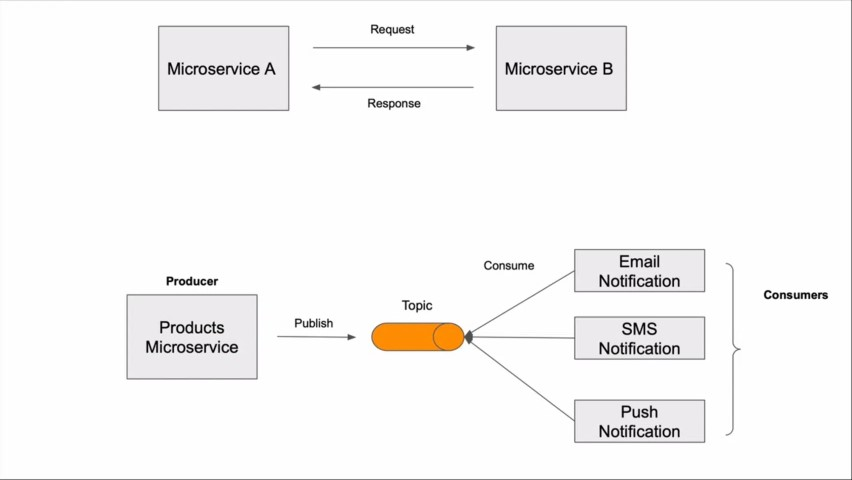 Request
Microservice A
Microservice B
Response
Producer
Products
Microservice
Publish
Topic
Consume
Email
Notification
SMS
Notification
Push
Notification
Consumers